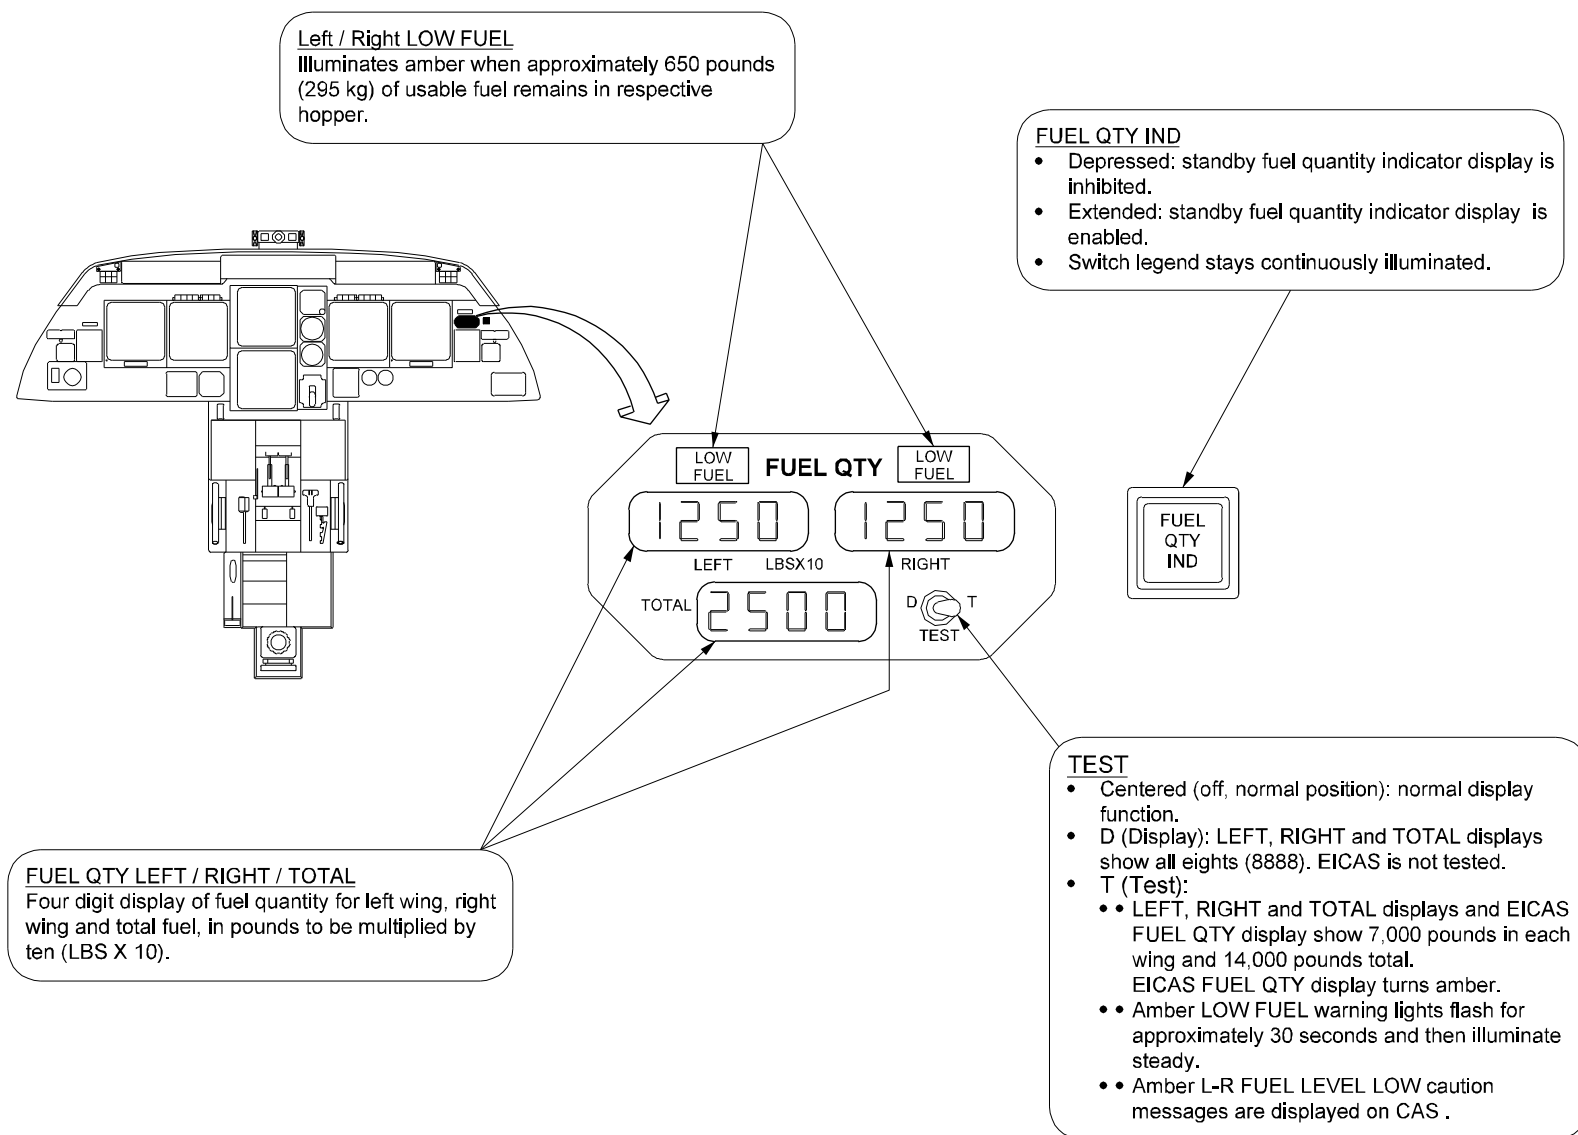 Left / Right LOW FUEL
Illuminates amber when approximately 650 pounds
(295 kg) of usable fuel remains in respective
hopper.
FUEL QTY IND
• Depressed: standby fuel quantity indicator display is
inhibited.
• Extended: standby fuel quantity indicator display is
enabled.
• Switch legend stays continuously illuminated.
LOW
FUEL
FUEL QTY
LOW
FUEL
1250
1250
LEFT
LBSX10
RIGHT
TOTAL
2500
D
T
TEST
FUEL
QTY
IND
TEST
• Centered (off, normal position): normal display
function.
• D (Display): LEFT, RIGHT and TOTAL displays
show all eights (8888). EICAS is not tested.
• T (Test):
• • LEFT, RIGHT and TOTAL displays and EICAS
FUEL QTY display show 7,000 pounds in each
wing and 14,000 pounds total.
EICAS FUEL QTY display turns amber.
• • Amber LOW FUEL warning lights flash for
approximately 30 seconds and then illuminate
steady.
• • Amber L-R FUEL LEVEL LOW caution
messages are displayed on CAS .
FUEL QTY LEFT / RIGHT / TOTAL
Four digit display of fuel quantity for left wing, right
wing and total fuel, in pounds to be multiplied by
ten (LBS X 10).